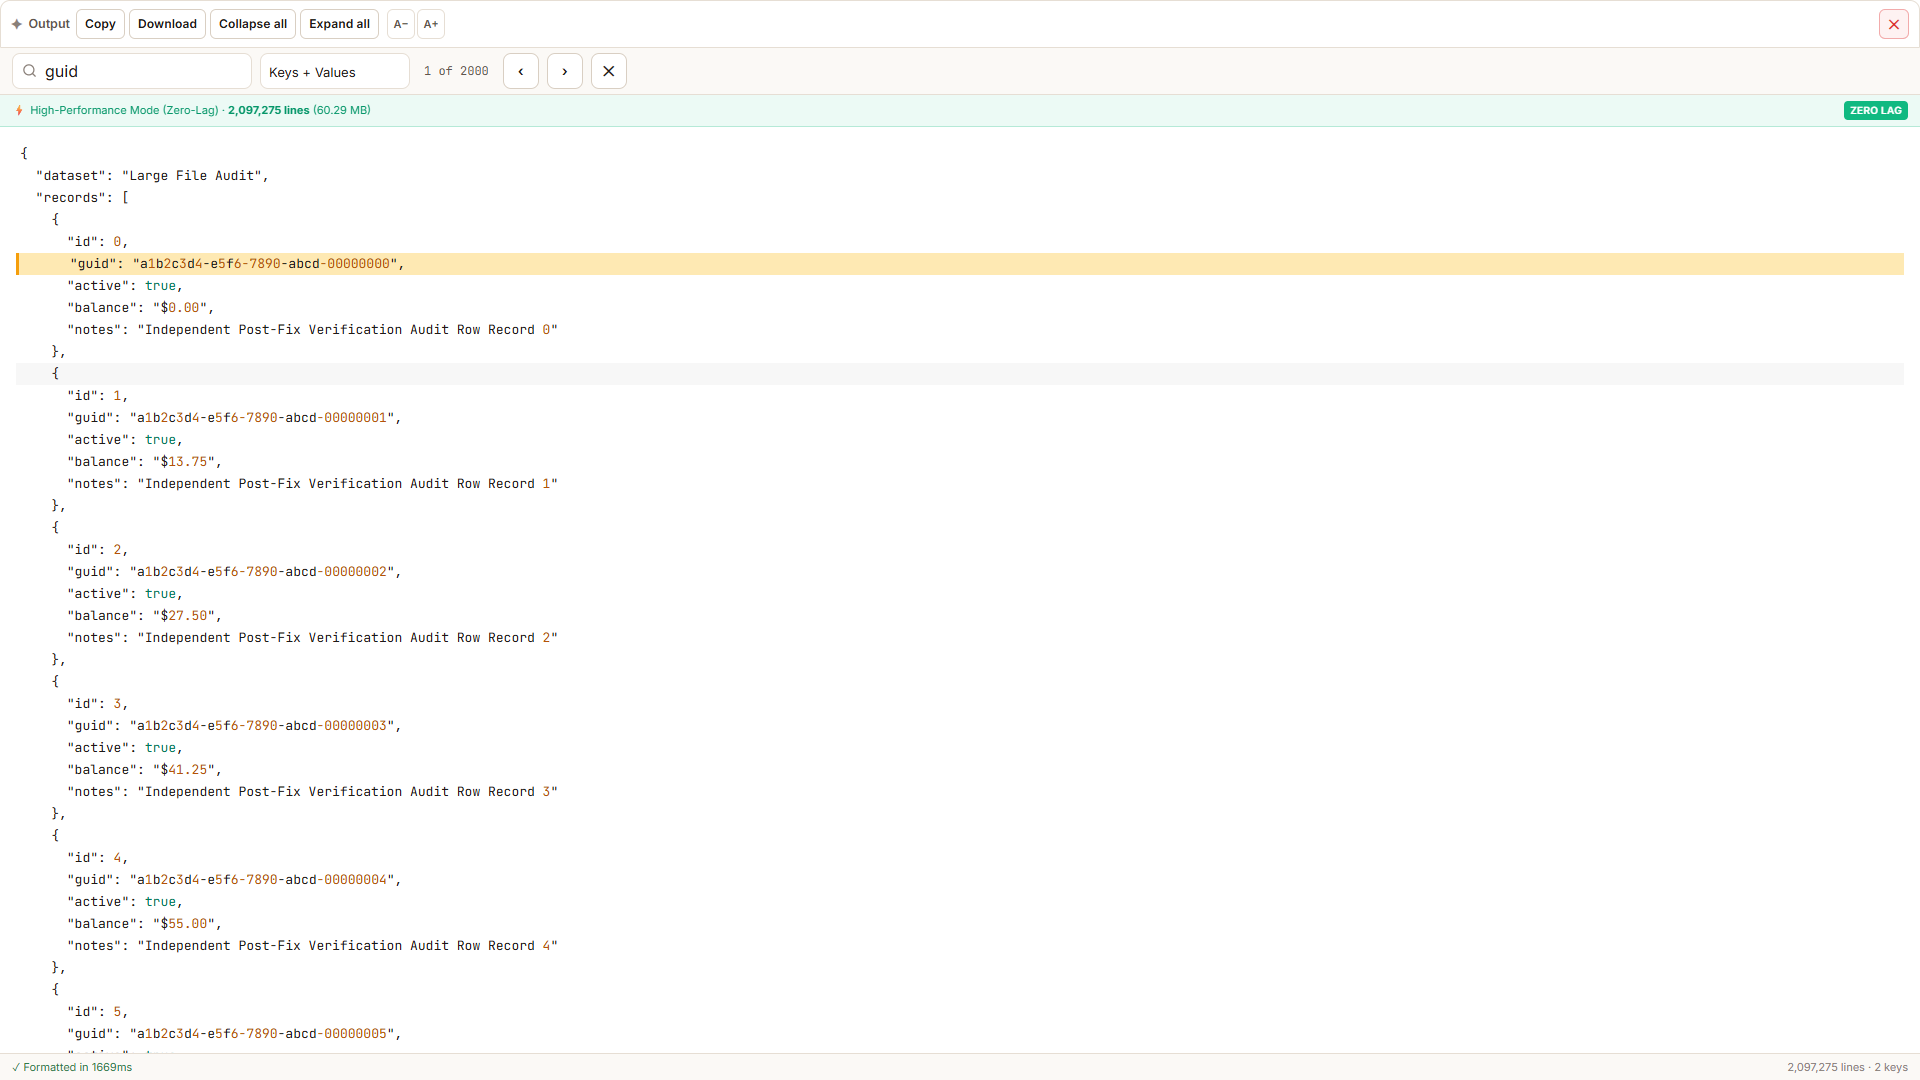 Output Copy Download Collapse all Expand all A− A+
guid Keys + Values 1 of 2000 ‹ › ✕
High-Performance Mode (Zero-Lag) · 2,097,275 lines (60.29 MB) ZERO LAG
{
"dataset": "Large File Audit",
"records": [
{
"id": 0,
"guid": "a1b2c3d4-e5f6-7890-abcd-00000000",
"active": true,
"balance": "$0.00",
"notes": "Independent Post-Fix Verification Audit Row Record 0"
},
{
"id": 1,
"guid": "a1b2c3d4-e5f6-7890-abcd-00000001",
"active": true,
"balance": "$13.75",
"notes": "Independent Post-Fix Verification Audit Row Record 1"
},
{
"id": 2,
"guid": "a1b2c3d4-e5f6-7890-abcd-00000002",
"active": true,
"balance": "$27.50",
"notes": "Independent Post-Fix Verification Audit Row Record 2"
},
{
"id": 3,
"guid": "a1b2c3d4-e5f6-7890-abcd-00000003",
"active": true,
"balance": "$41.25",
"notes": "Independent Post-Fix Verification Audit Row Record 3"
},
{
"id": 4,
"guid": "a1b2c3d4-e5f6-7890-abcd-00000004",
"active": true,
"balance": "$55.00",
"notes": "Independent Post-Fix Verification Audit Row Record 4"
},
{
"id": 5,
"guid": "a1b2c3d4-e5f6-7890-abcd-00000005",
✓ Formatted in 1669ms 2,097,275 lines · 2 keys